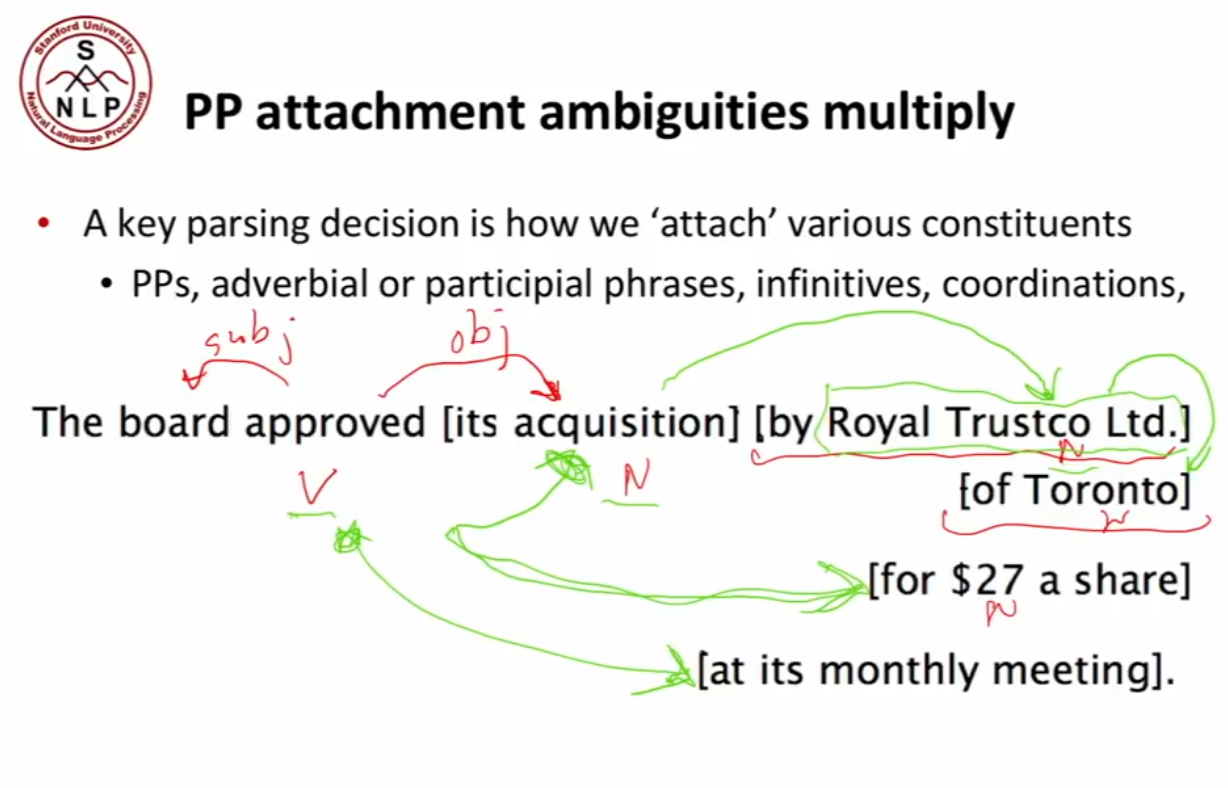 Stanford University
S
NLP
Natural Language Processing
PP attachment ambiguities multiply
• A key parsing decision is how we ‘attach’ various constituents
• PPs, adverbial or participial phrases, infinitives, coordinations,
subj obj
The board approved [its acquisition] [by Royal Trustco Ltd.]
V N N
[of Toronto]
N
[for $27 a share]
N
[at its monthly meeting].